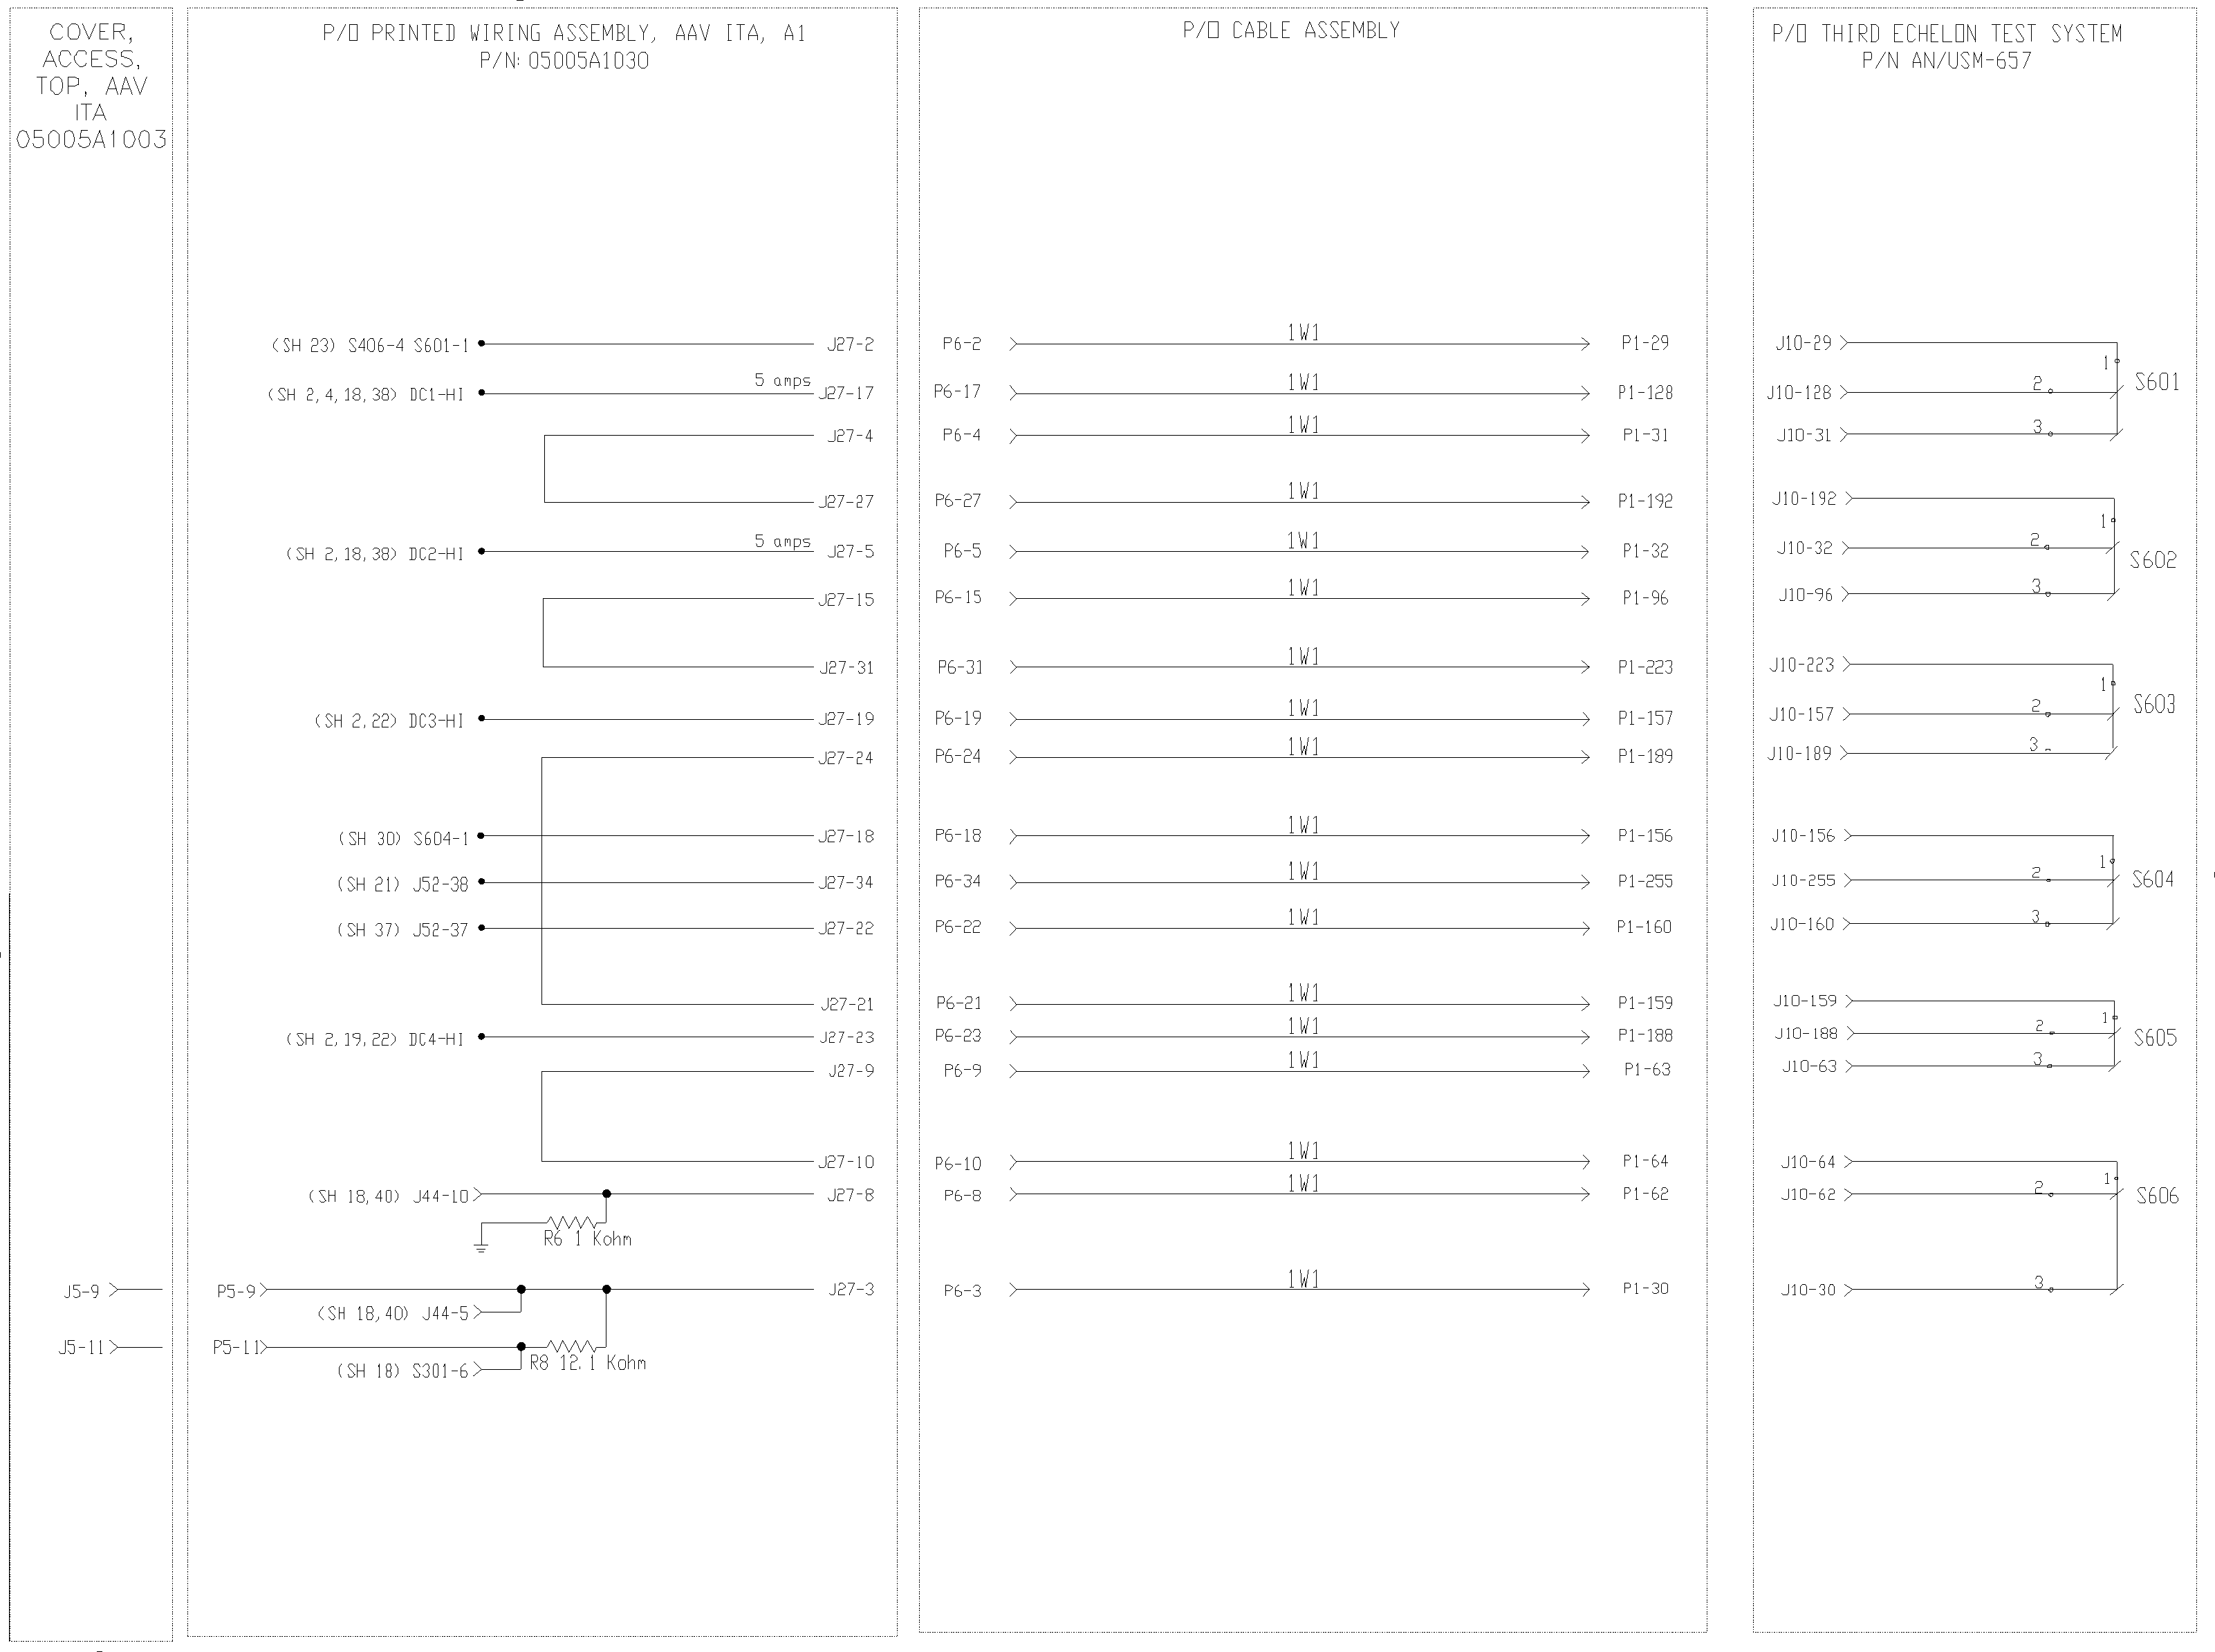 COVER,
ACCESS,
TOP, AAV
ITA
05005A1003
P/O PRINTED WIRING ASSEMBLY, AAV ITA, A1
P/N: 05005A1030
P/O CABLE ASSEMBLY
P/O THIRD ECHELON TEST SYSTEM
P/N AN/USM-657
(SH 23) S406-4 S601-1 J27-2 P6-2 1W1 P1-29 J10-29
1
(SH 2,4,18,38) DC1-HI 5 amps J27-17 P6-17 1W1 P1-128 J10-128 2 S601
J27-4 P6-4 1W1 P1-31 J10-31 3
J27-27 P6-27 1W1 P1-192 J10-192
1
(SH 2,18,38) DC2-HI 5 amps J27-5 P6-5 1W1 P1-32 J10-32 2 S602
J27-15 P6-15 1W1 P1-96 J10-96 3
J27-31 P6-31 1W1 P1-223 J10-223
1
(SH 2,22) DC3-HI J27-19 P6-19 1W1 P1-157 J10-157 2 S603
J27-24 P6-24 1W1 P1-189 J10-189 3
(SH 30) S604-1 J27-18 P6-18 1W1 P1-156 J10-156
1
(SH 21) J52-38 J27-34 P6-34 1W1 P1-255 J10-255 2 S604
(SH 37) J52-37 J27-22 P6-22 1W1 P1-160 J10-160 3
J27-21 P6-21 1W1 P1-159 J10-159
1
(SH 2,19,22) DC4-HI J27-23 P6-23 1W1 P1-188 J10-188 2 S605
J27-9 P6-9 1W1 P1-63 J10-63 3
J27-10 P6-10 1W1 P1-64 J10-64
1
(SH 18,40) J44-10 J27-8 P6-8 1W1 P1-62 J10-62 2 S606
R6 1 Kohm
J5-9 P5-9 J27-3 P6-3 1W1 P1-30 J10-30 3
(SH 18,40) J44-5
J5-11 P5-11
R8 12.1 Kohm
(SH 18) S301-6